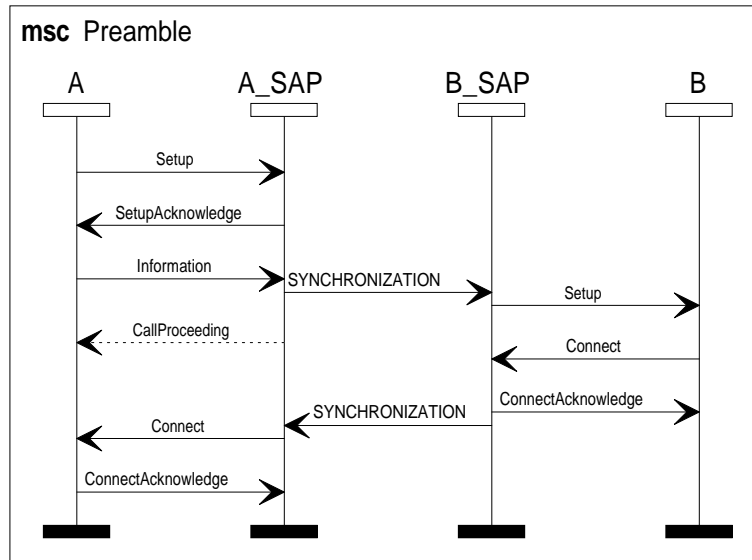 msc Preamble
A A_SAP B_SAP B
Setup
SetupAcknowledge
Information
SYNCHRONIZATION
Setup
CallProceeding
Connect
ConnectAcknowledge
SYNCHRONIZATION
Connect
ConnectAcknowledge